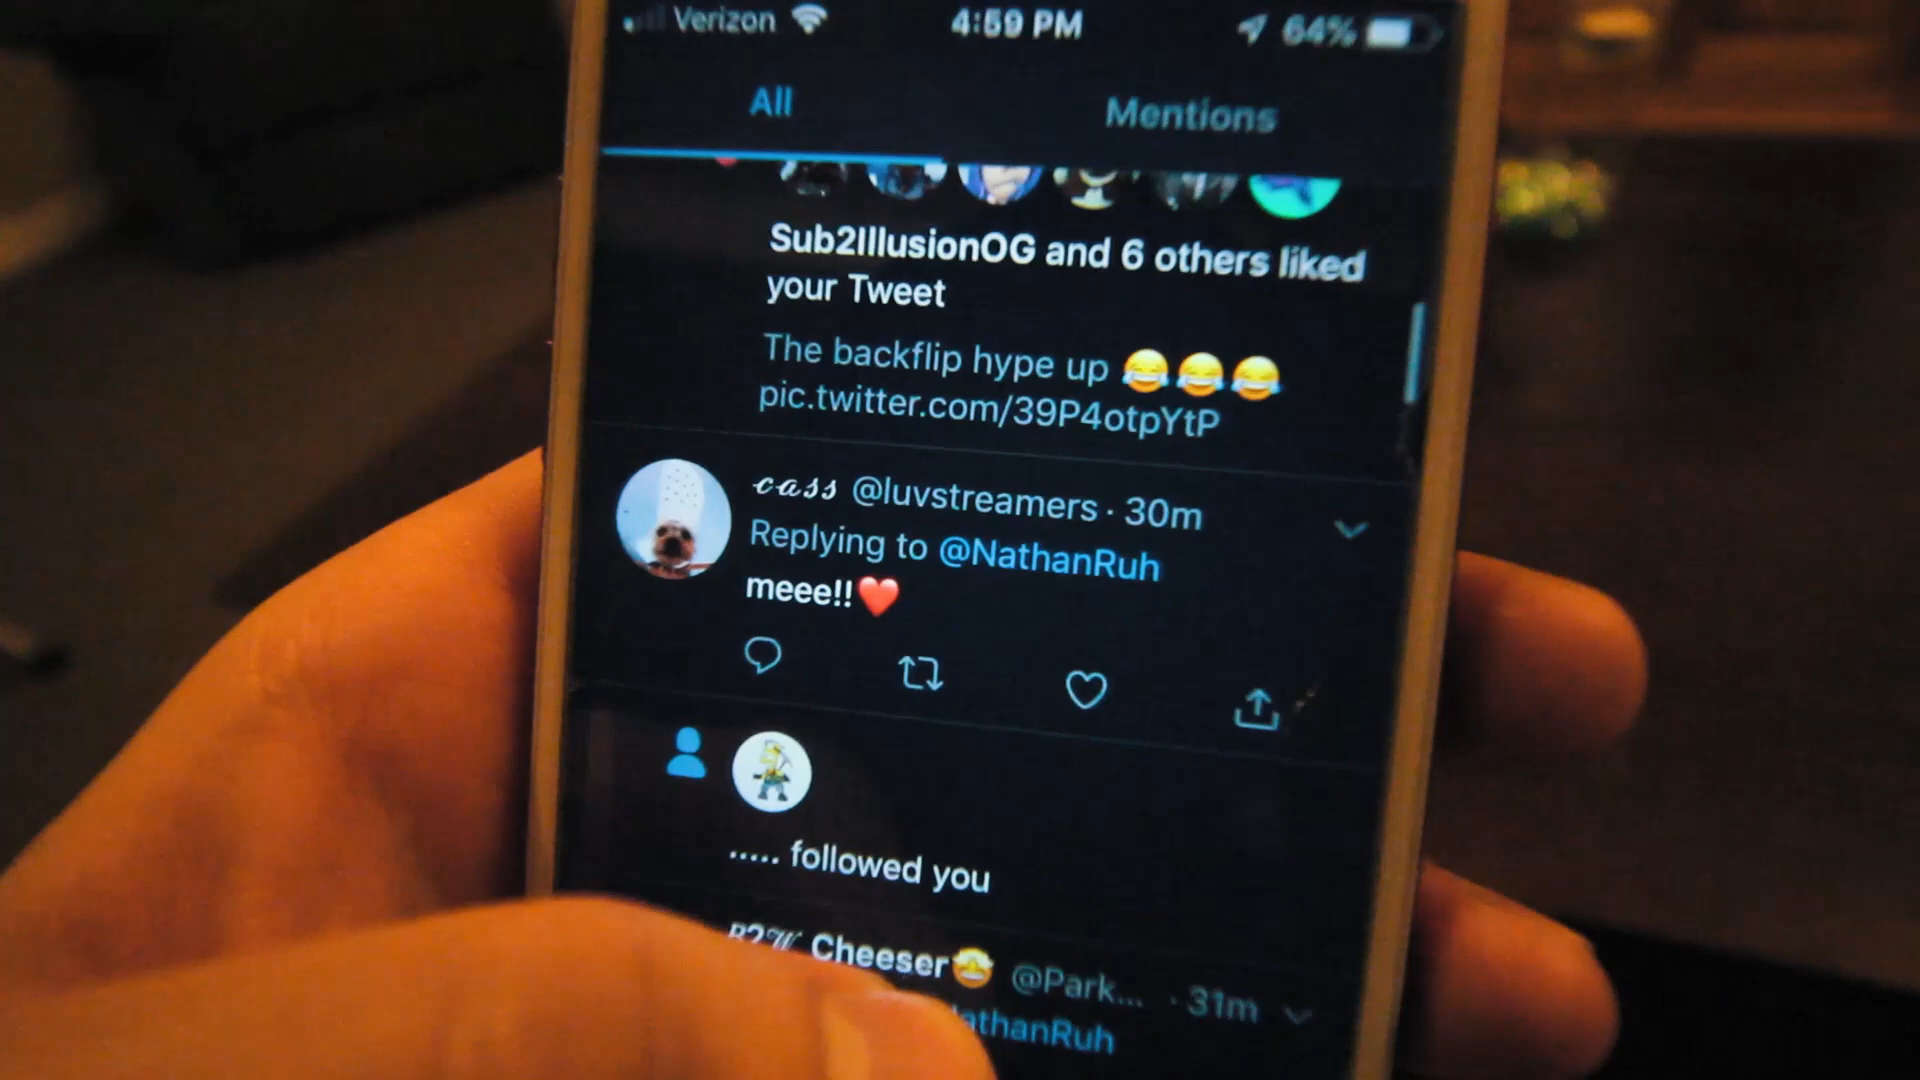 Verizon 4:59 PM 64%
All Mentions
Sub2IllusionOG and 6 others liked
your Tweet
The backflip hype up 😂😂😂
pic.twitter.com/39P4otpYtP
𝓬𝓪𝓼𝓼 @luvstreamers · 30m
Replying to @NathanRuh
meee!!❤️
..... followed you
Cheeser🤩 @Park... · 31m
athanRuh